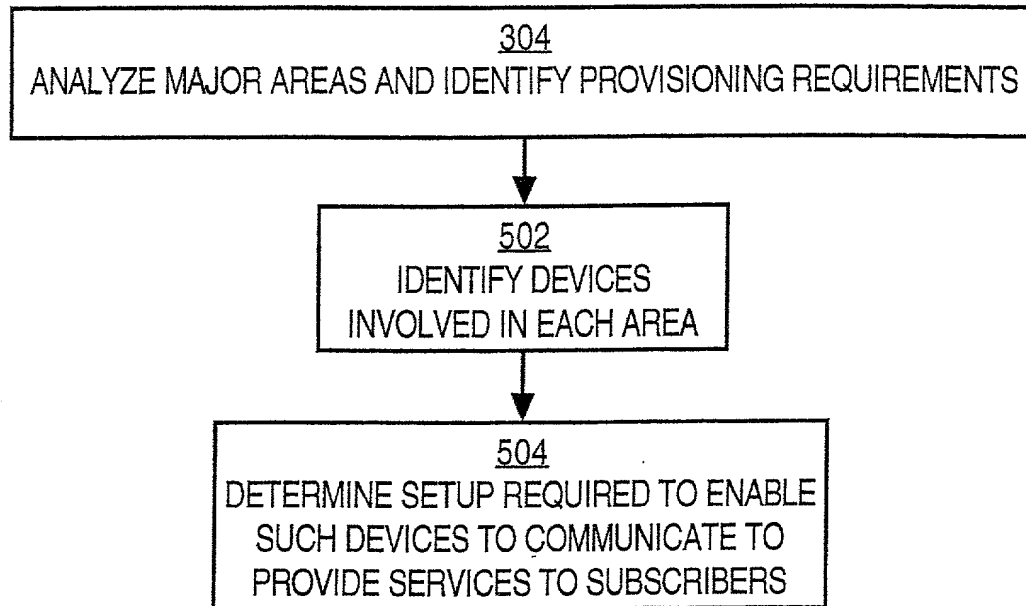 304
ANALYZE MAJOR AREAS AND IDENTIFY PROVISIONING REQUIREMENTS
502
IDENTIFY DEVICES
INVOLVED IN EACH AREA
504
DETERMINE SETUP REQUIRED TO ENABLE
SUCH DEVICES TO COMMUNICATE TO
PROVIDE SERVICES TO SUBSCRIBERS